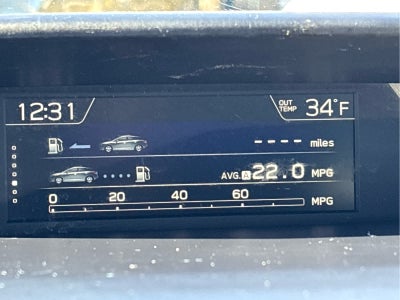 12:31 OUT TEMP 34°F
---- miles
AVG. A 22.0 MPG
0 20 40 60 MPG